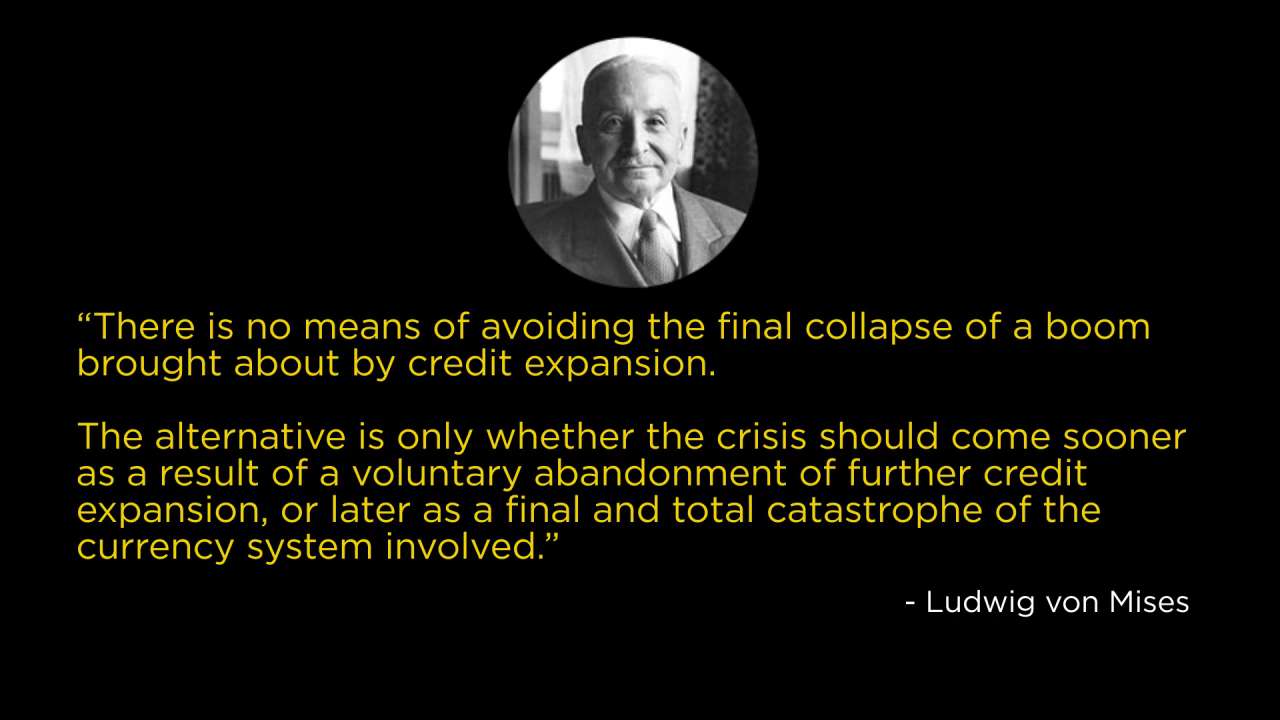 “There is no means of avoiding the final collapse of a boom
brought about by credit expansion.
The alternative is only whether the crisis should come sooner
as a result of a voluntary abandonment of further credit
expansion, or later as a final and total catastrophe of the
currency system involved.”
- Ludwig von Mises